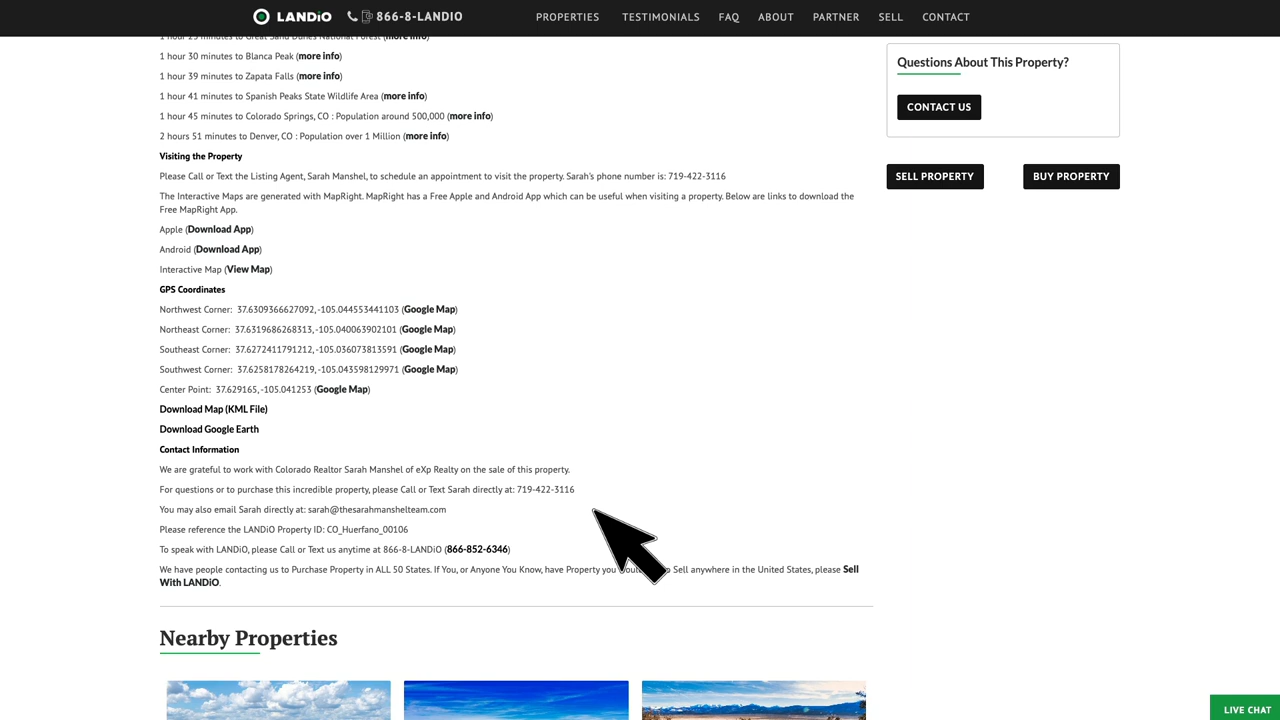 LANDiO 866-8-LANDIO PROPERTIES TESTIMONIALS FAQ ABOUT PARTNER SELL CONTACT
1 hour 25 minutes to Great Sand Dunes National Forest (more info)
1 hour 30 minutes to Blanca Peak (more info)
1 hour 39 minutes to Zapata Falls (more info)
1 hour 41 minutes to Spanish Peaks State Wildlife Area (more info)
1 hour 45 minutes to Colorado Springs, CO : Population around 500,000 (more info)
2 hours 51 minutes to Denver, CO : Population over 1 Million (more info)
Visiting the Property
Please Call or Text the Listing Agent, Sarah Manshel, to schedule an appointment to visit the property. Sarah's phone number is: 719-422-3116
The Interactive Maps are generated with MapRight. MapRight has a Free Apple and Android App which can be useful when visiting a property. Below are links to download the
Free MapRight App.
Apple (Download App)
Android (Download App)
Interactive Map (View Map)
GPS Coordinates
Northwest Corner: 37.6309366627092,-105.044553441103 (Google Map)
Northeast Corner: 37.6319686268313,-105.040063902101 (Google Map)
Southeast Corner: 37.6272411791212,-105.036073813591 (Google Map)
Southwest Corner: 37.6258178264219,-105.043598129971 (Google Map)
Center Point: 37.629165,-105.041253 (Google Map)
Download Map (KML File)
Download Google Earth
Contact Information
We are grateful to work with Colorado Realtor Sarah Manshel of eXp Realty on the sale of this property.
For questions or to purchase this incredible property, please Call or Text Sarah directly at: 719-422-3116
You may also email Sarah directly at: sarah@thesarahmanshelteam.com
Please reference the LANDiO Property ID: CO_Huerfano_00106
To speak with LANDiO, please Call or Text us anytime at 866-8-LANDiO (866-852-6346)
We have people contacting us to Purchase Property in ALL 50 States. If You, or Anyone You Know, have Property you Sell anywhere in the United States, please Sell
With LANDiO.
Nearby Properties
Questions About This Property?
CONTACT US
SELL PROPERTY BUY PROPERTY
LIVE CHAT